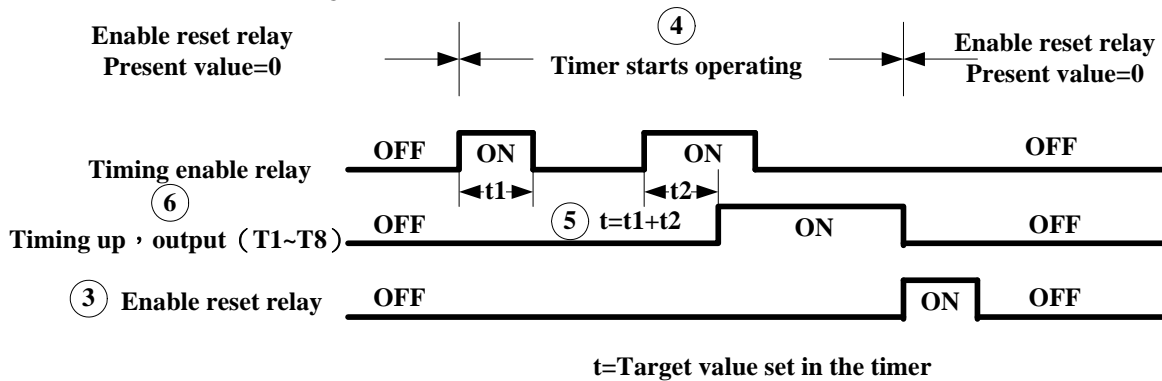 ④
Enable reset relay
Present value=0
Timer starts operating
Enable reset relay
Present value=0
Timing enable relay
OFF
ON
ON
OFF
t1
t2
⑥
Timing up，output（T1~T8）
OFF
⑤ t=t1+t2
ON
OFF
③ Enable reset relay
OFF
ON
OFF
t=Target value set in the timer